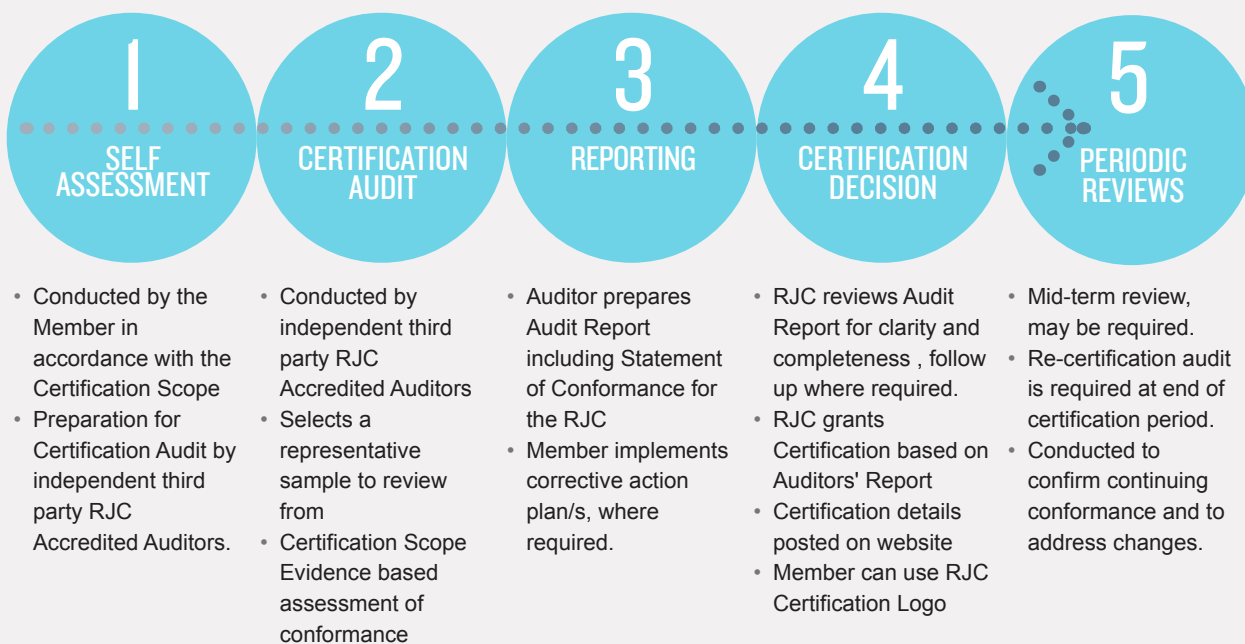 1
SELF
ASSESSMENT
• Conducted by the
Member in
accordance with the
Certification Scope
• Preparation for
Certification Audit by
independent third
party RJC
Accredited Auditors.
2
CERTIFICATION
AUDIT
• Conducted by
independent third
party RJC
Accredited Auditors
• Selects a
representative
sample to review
from
• Certification Scope
Evidence based
assessment of
conformance
3
REPORTING
• Auditor prepares
Audit Report
including Statement
of Conformance for
the RJC
• Member implements
corrective action
plan/s, where
required.
4
CERTIFICATION
DECISION
• RJC reviews Audit
Report for clarity and
completeness , follow
up where required.
• RJC grants
Certification based on
Auditors' Report
• Certification details
posted on website
• Member can use RJC
Certification Logo
5
PERIODIC
REVIEWS
• Mid-term review,
may be required.
• Re-certification audit
is required at end of
certification period.
• Conducted to
confirm continuing
conformance and to
address changes.